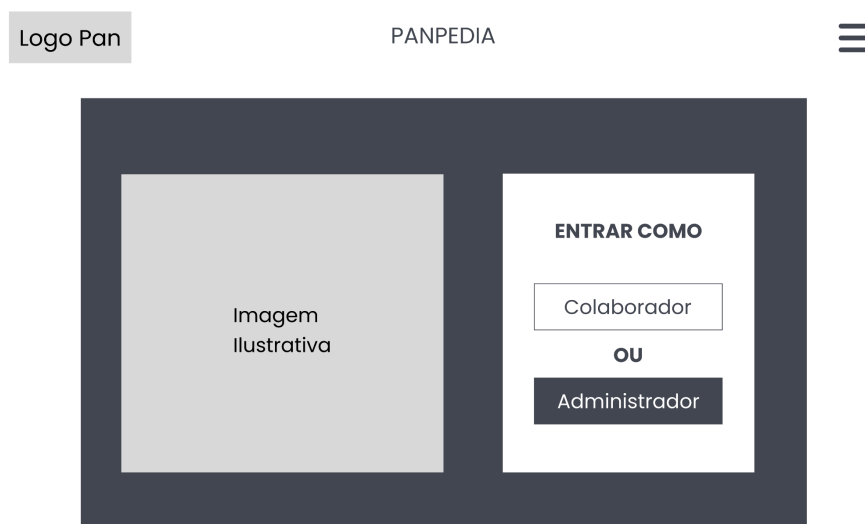 Logo Pan
PANPEDIA
ENTRAR COMO
Imagem
Ilustrativa
Colaborador
OU
Administrador